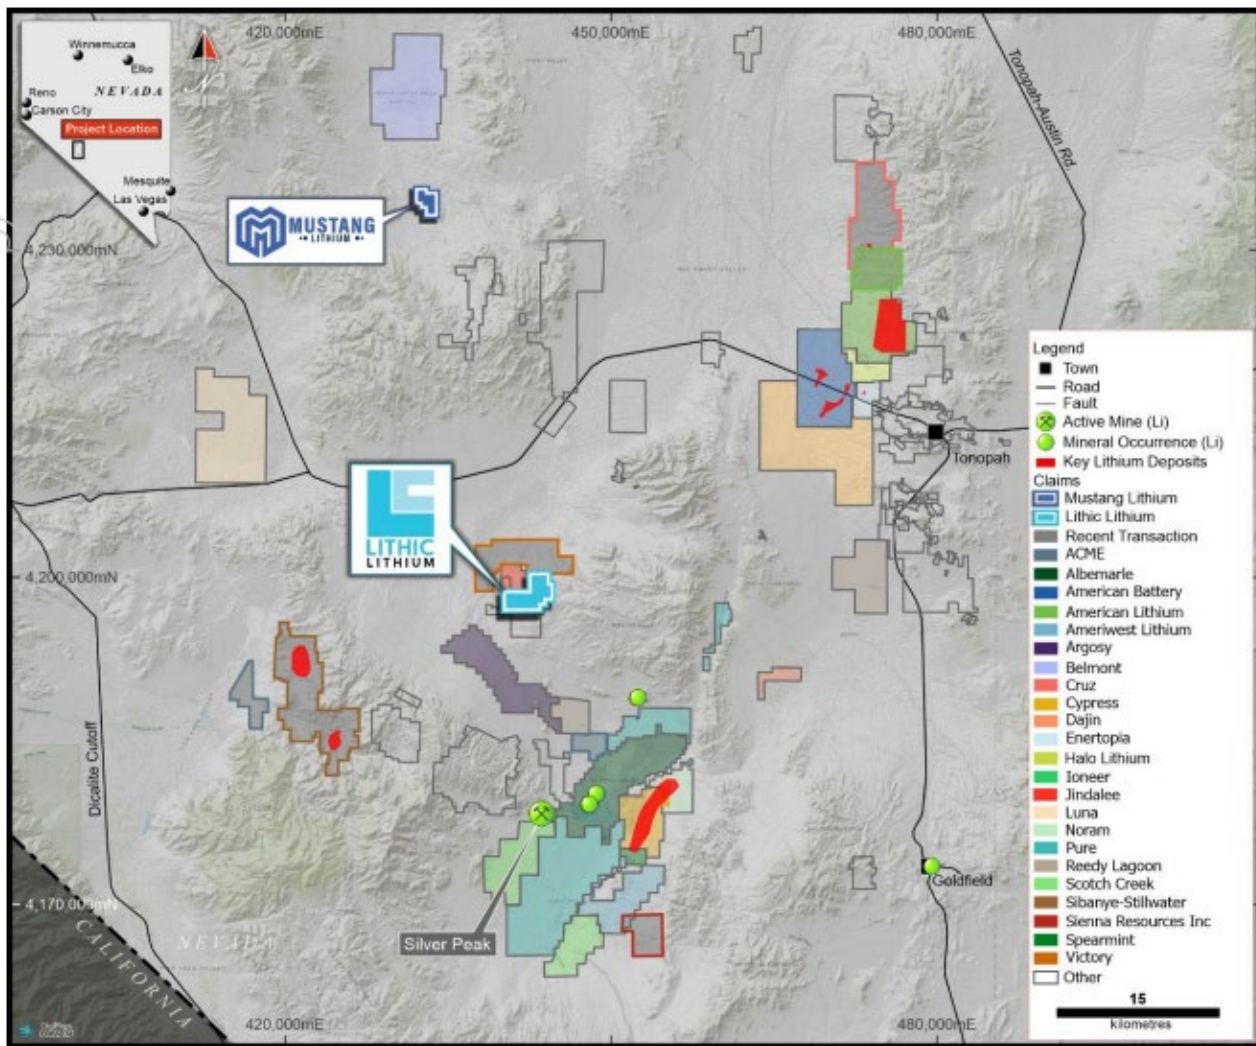 420,000mE
450,000mE
480,000mE
Winnemucca
Elko
NEVADA
Reno
Carson City
Project Location
Mesquite
Las Vegas
N
Tonopah-Austin Rd.
MUSTANG
LITHIUM
4,230,000mN
Tonopah
LITHIC
LITHIUM
4,200,000mN
Dicalite Cutoff
Goldfield
4,170,000mN
Silver Peak
NEVADA
CALIFORNIA
420,000mE
480,000mE
Legend
Town
Road
Fault
Active Mine (Li)
Mineral Occurrence (Li)
Key Lithium Deposits
Claims
Mustang Lithium
Lithic Lithium
Recent Transaction
ACME
Albemarle
American Battery
American Lithium
Ameriwest Lithium
Argosy
Belmont
Cruz
Cypress
Dajin
Enertopia
Halo Lithium
Ioneer
Jindalee
Luna
Noram
Pure
Reedy Lagoon
Scotch Creek
Sibanye-Stillwater
Sienna Resources Inc
Spearmint
Victory
Other
15
kilometres